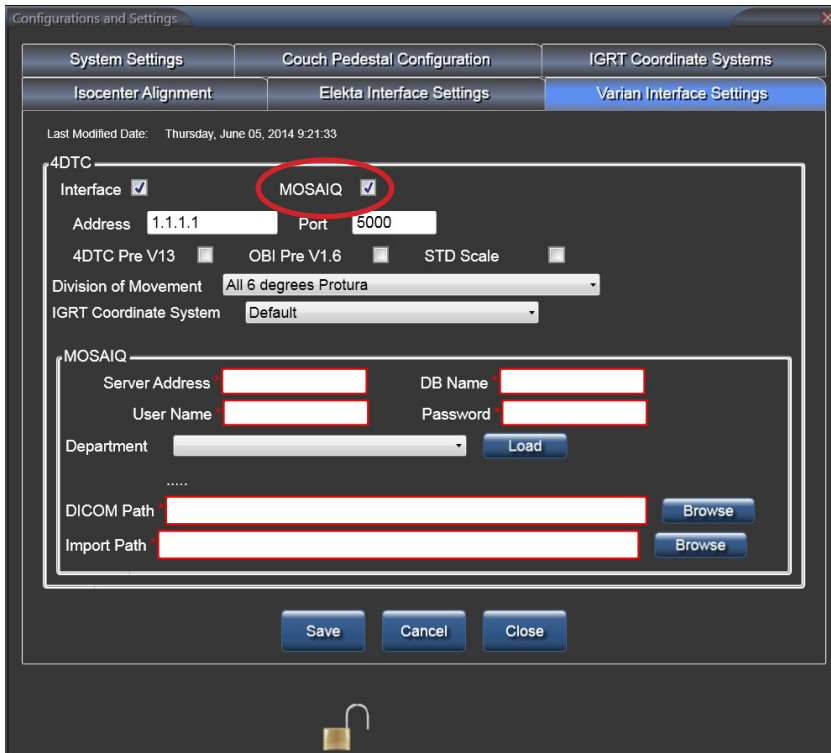 Configurations and Settings
System Settings Couch Pedestal Configuration IGRT Coordinate Systems
Isocenter Alignment Elekta Interface Settings Varian Interface Settings
Last Modified Date: Thursday, June 05, 2014 9:21:33
4DTC
Interface MOSAIQ
Address 1.1.1.1 Port 5000
4DTC Pre V13 OBI Pre V1.6 STD Scale
Division of Movement All 6 degrees Protura
IGRT Coordinate System Default
MOSAIQ
Server Address * DB Name *
User Name * Password *
Department Load
.....
DICOM Path * Browse
Import Path * Browse
Save Cancel Close